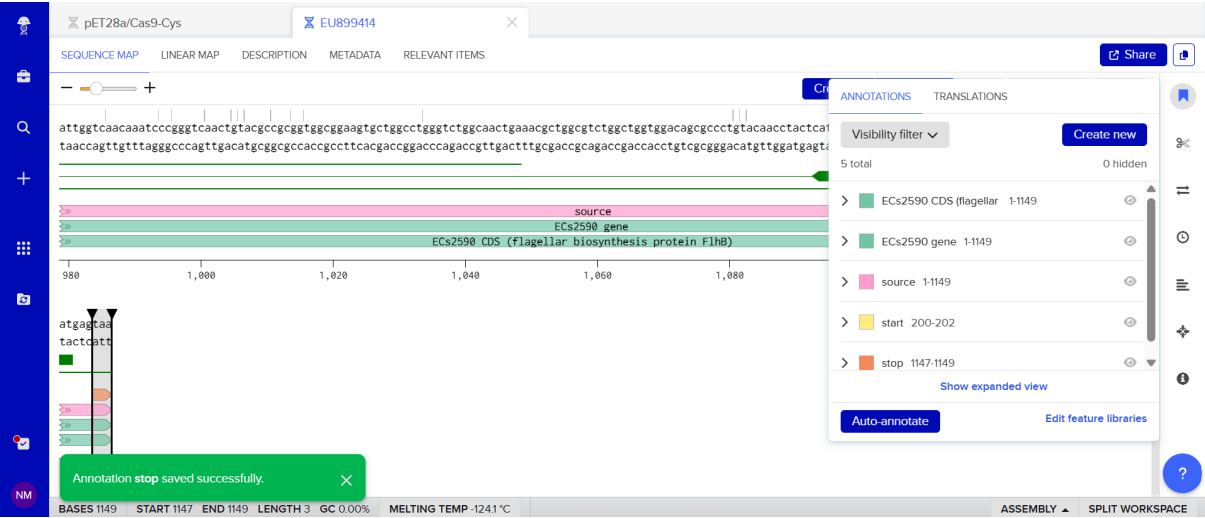 pET28a/Cas9-Cys
EU899414
SEQUENCE MAP LINEAR MAP DESCRIPTION METADATA RELEVANT ITEMS
Share
Cr
ANNOTATIONS TRANSLATIONS
Visibility filter
Create new
5 total 0 hidden
ECs2590 CDS (flagellar 1-1149
ECs2590 gene 1-1149
source 1-1149
start 200-202
stop 1147-1149
Show expanded view
Auto-annotate
Edit feature libraries
attggtcaacaaatcccgggtcaactgtacgccgcggtggcggaagtgctggcctgggtctggcaactgaaacgctggcgtctggctggtggacagcgccctgtacaacctactcat
taaccagttgtttagggcccagttgacatgcggcgccaccgccttcacgaccggacccagaccgttgactttgcgaccgcagaccgaccacctgtcgcgggacatgttggatgagta
source
ECs2590 gene
ECs2590 CDS (flagellar biosynthesis protein FlhB)
980 1,000 1,020 1,040 1,060 1,080
atgagtaa
tactcatt
Annotation stop saved successfully.
NM
?
BASES 1149 START 1147 END 1149 LENGTH 3 GC 0.00% MELTING TEMP -124.1 °C ASSEMBLY SPLIT WORKSPACE